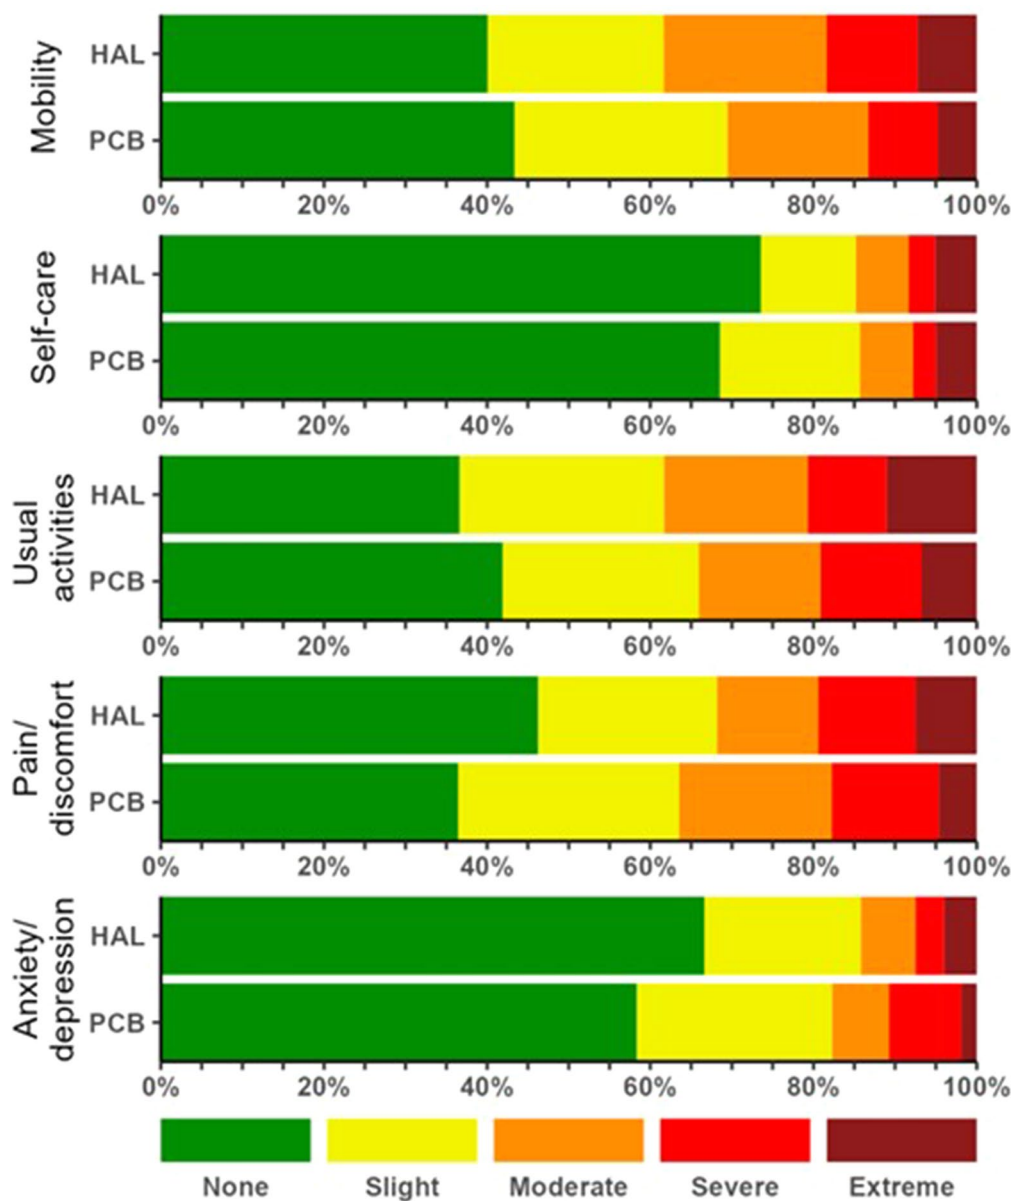 Mobility
HAL
PCB
0% 20% 40% 60% 80% 100%
Self-care
HAL
PCB
0% 20% 40% 60% 80% 100%
Usual
activities
HAL
PCB
0% 20% 40% 60% 80% 100%
Pain/
discomfort
HAL
PCB
0% 20% 40% 60% 80% 100%
Anxiety/
depression
HAL
PCB
0% 20% 40% 60% 80% 100%
None Slight Moderate Severe Extreme